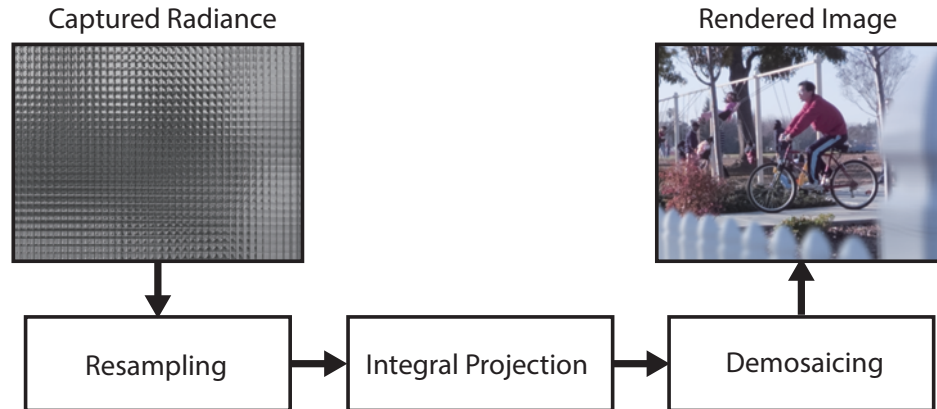 Captured Radiance
Rendered Image
Resampling
Integral Projection
Demosaicing